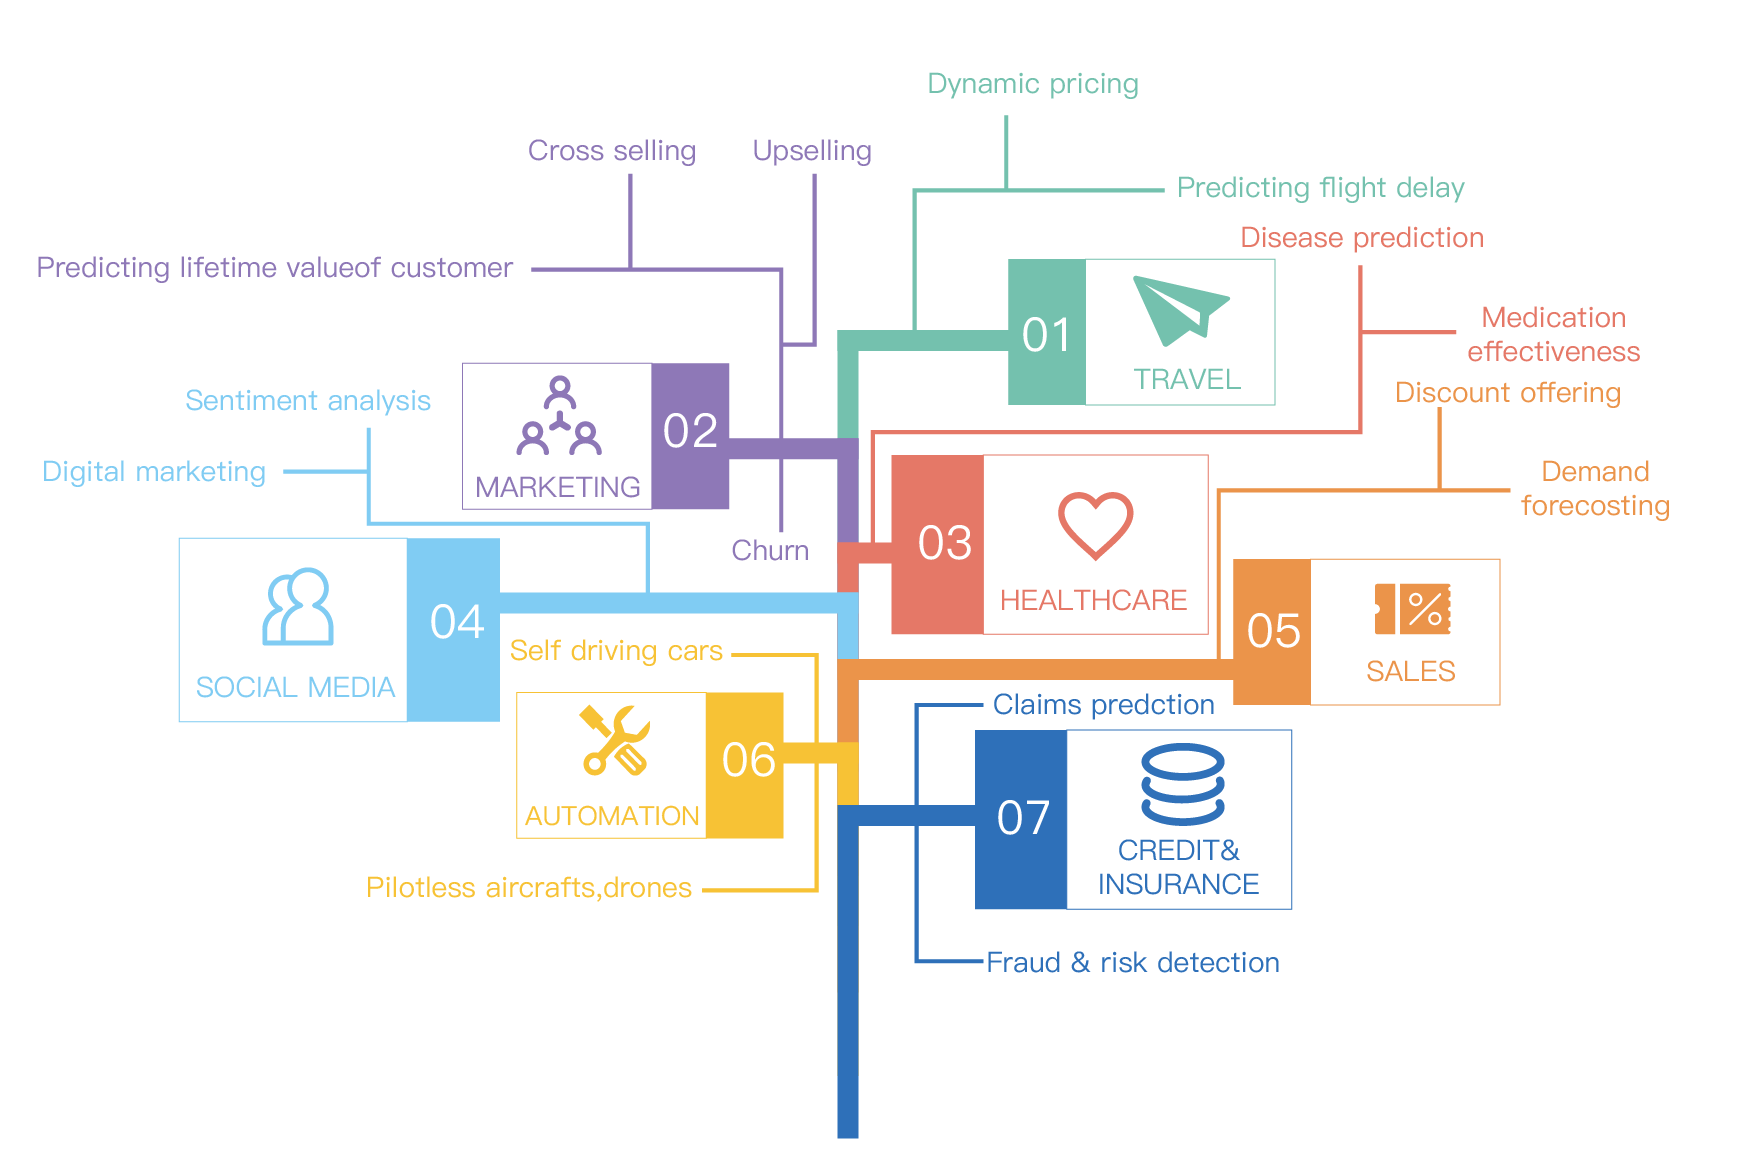 Dynamic pricing
Cross selling
Upselling
Predicting flight delay
Disease prediction
Predicting lifetime valueof customer
Medication
effectiveness
01
TRAVEL
Discount offering
Sentiment analysis
02
MARKETING
Digital marketing
Demand
forecosting
Churn
03
HEALTHCARE
04
SOCIAL MEDIA
05
SALES
Self driving cars
Claims predction
06
AUTOMATION
07
CREDIT&
INSURANCE
Pilotless aircrafts,drones
Fraud & risk detection